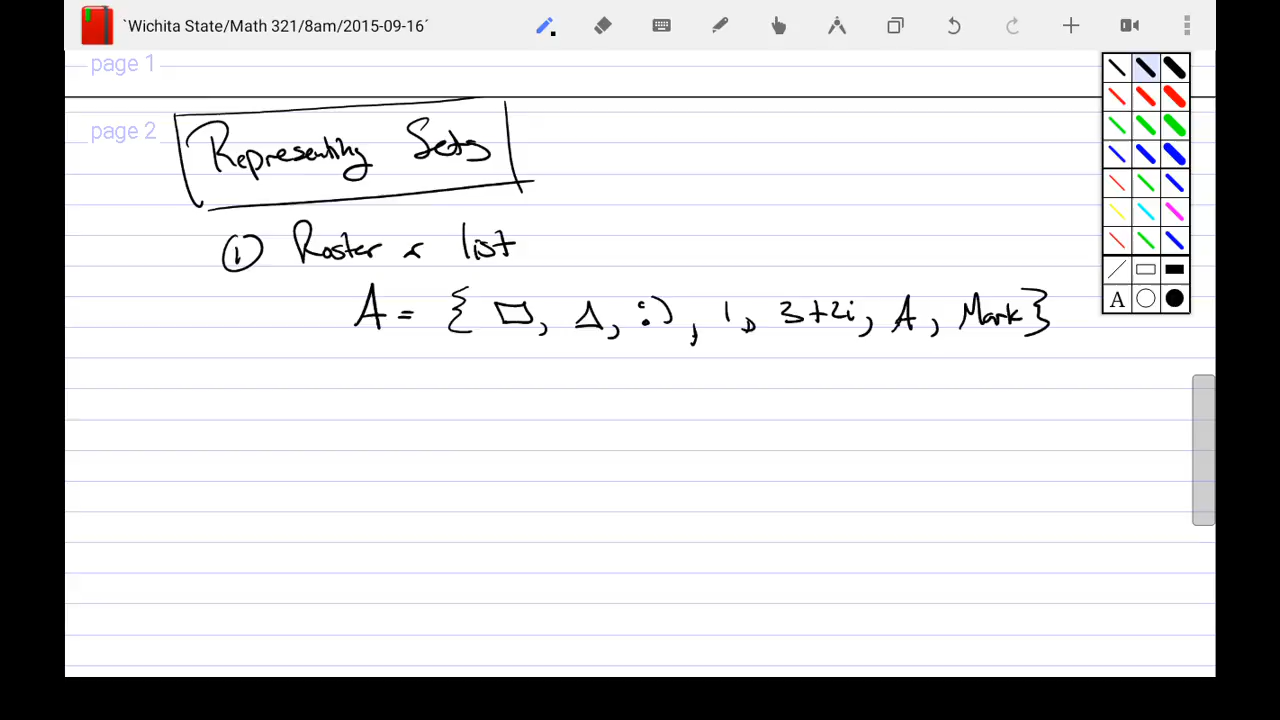 `Wichita State/Math 321/8am/2015-09-16´
page 1
page 2
Representing Sets
① Roster or list
A = { □, △, :), 1, 3+2i, A, Mark}
A